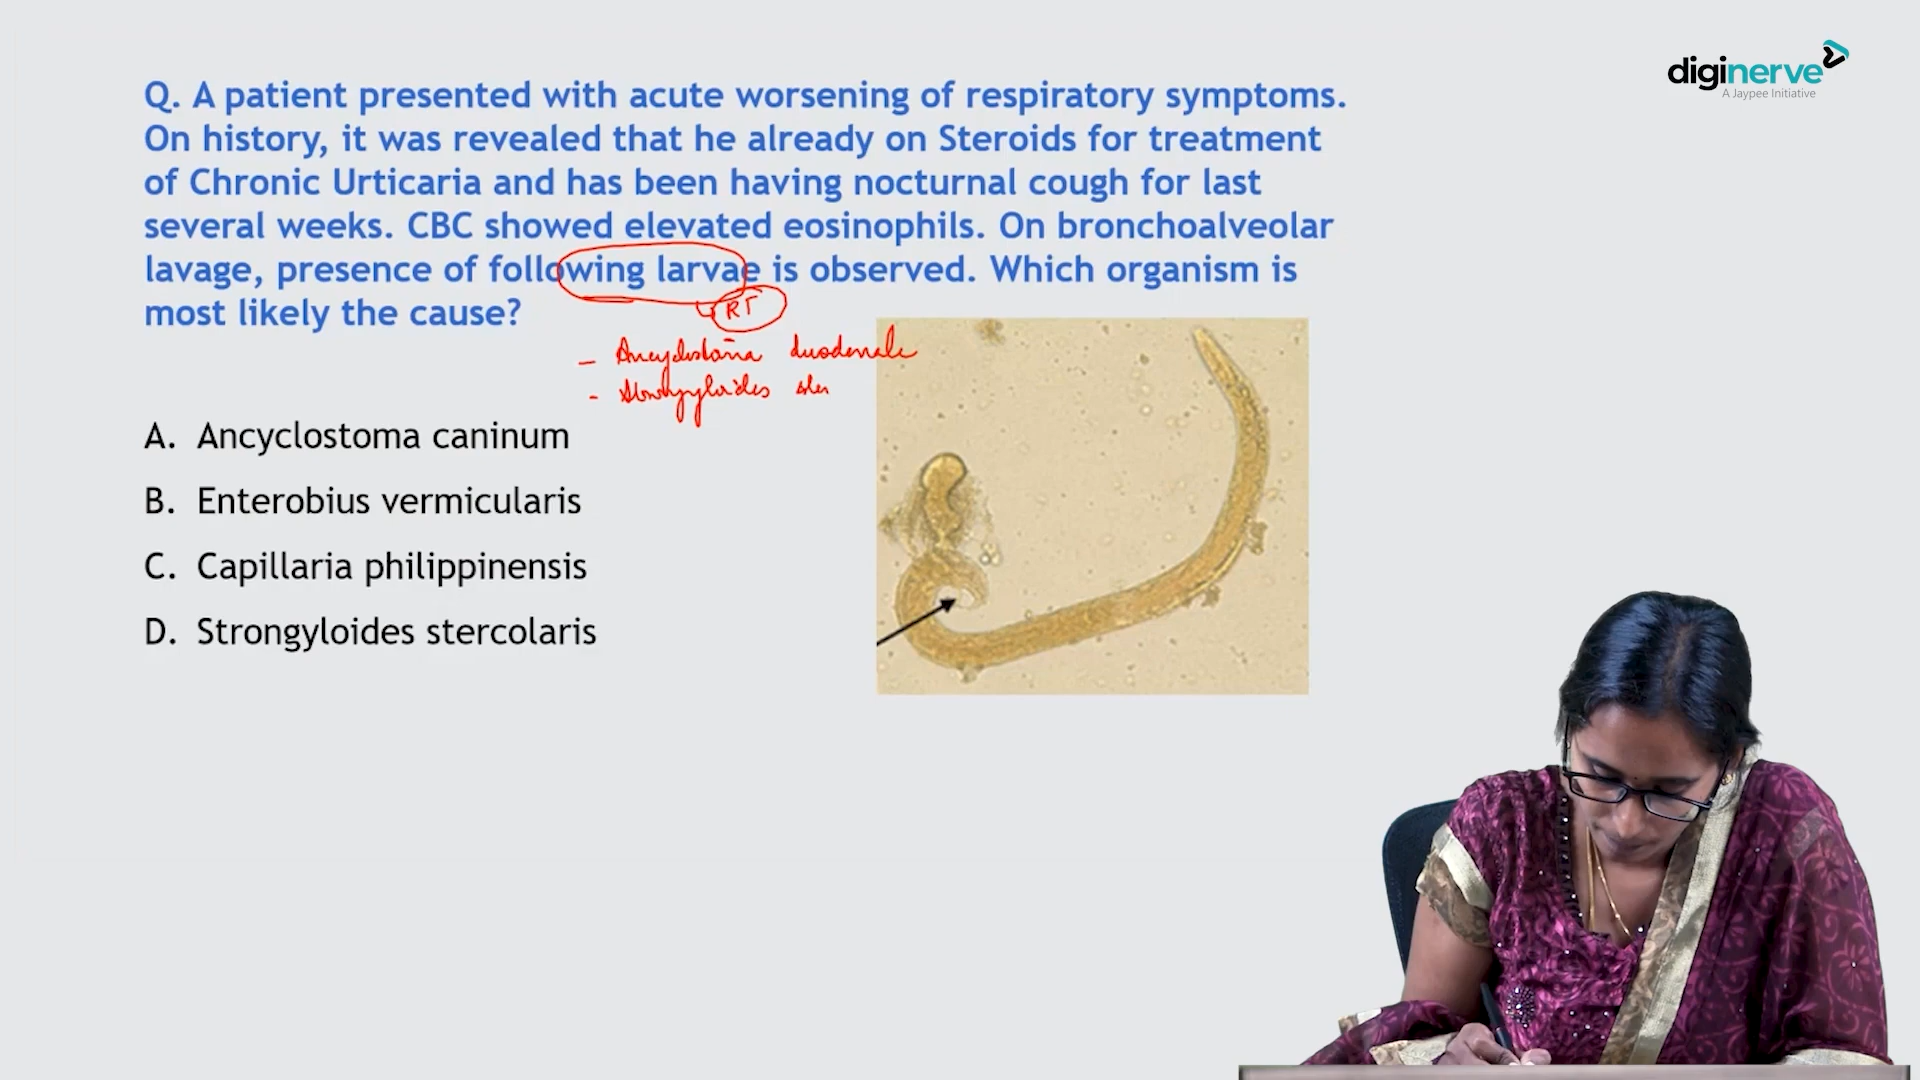 diginerve
A Jaypee Initiative
Q. A patient presented with acute worsening of respiratory symptoms.
On history, it was revealed that he already on Steroids for treatment
of Chronic Urticaria and has been having nocturnal cough for last
several weeks. CBC showed elevated eosinophils. On bronchoalveolar
lavage, presence of following larvae is observed. Which organism is
most likely the cause?
RT
- Ancylostoma duodenale
- Strongyloides ster
A. Ancyclostoma caninum
B. Enterobius vermicularis
C. Capillaria philippinensis
D. Strongyloides stercolaris